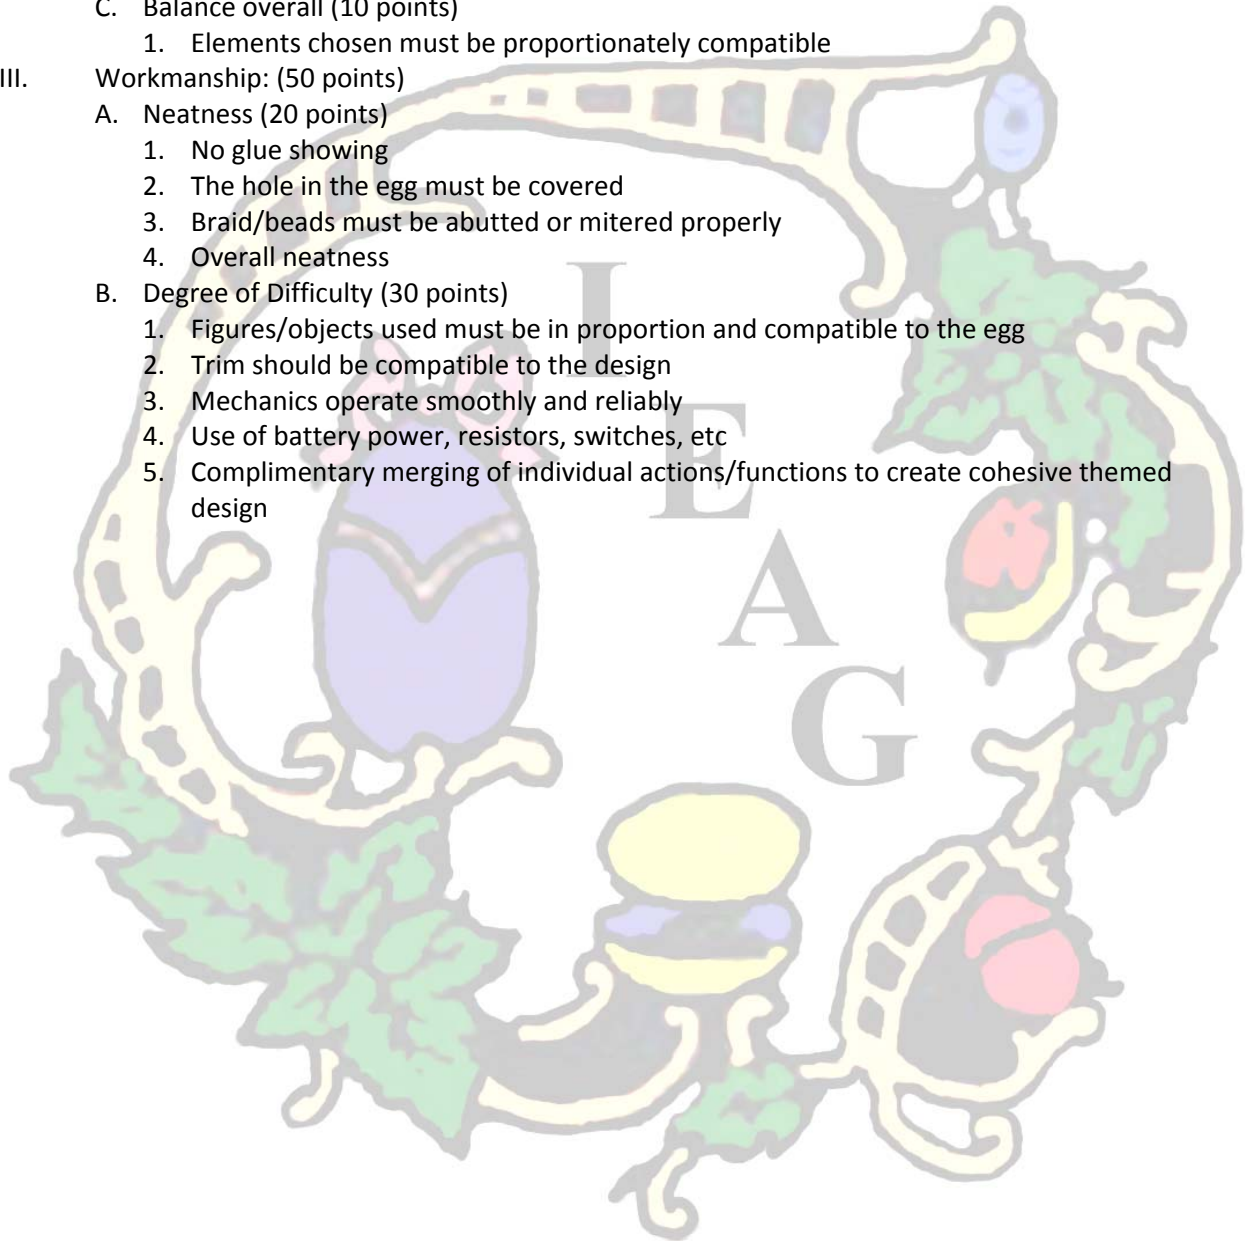 C. Balance overall (10 points)
1. Elements chosen must be proportionately compatible
III. Workmanship: (50 points)
A. Neatness (20 points)
1. No glue showing
2. The hole in the egg must be covered
3. Braid/beads must be abutted or mitered properly
4. Overall neatness
B. Degree of Difficulty (30 points)
1. Figures/objects used must be in proportion and compatible to the egg
2. Trim should be compatible to the design
3. Mechanics operate smoothly and reliably
4. Use of battery power, resistors, switches, etc
5. Complimentary merging of individual actions/functions to create cohesive themed
design
I
E
A
G